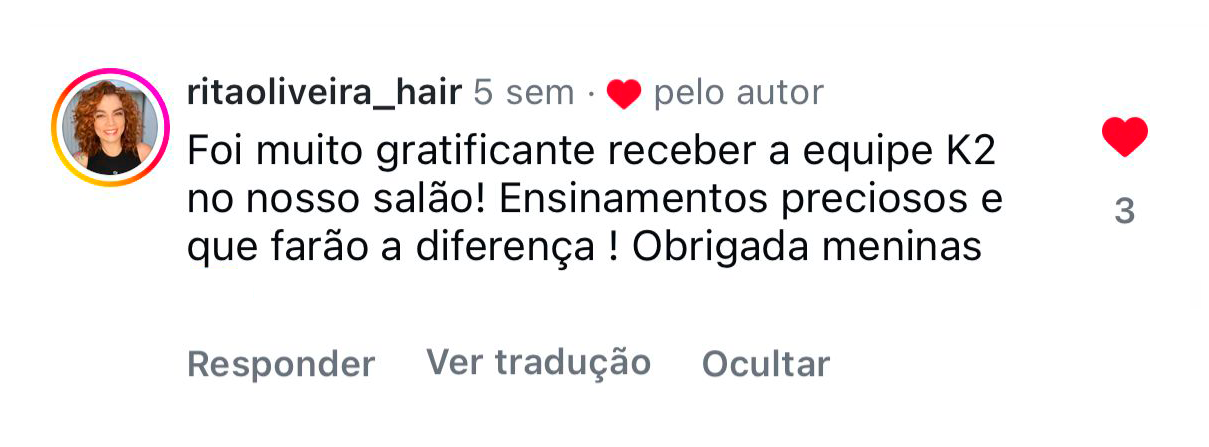 ritaoliveira_hair 5 sem · ❤️ pelo autor
Foi muito gratificante receber a equipe K2
no nosso salão! Ensinamentos preciosos e
que farão a diferença ! Obrigada meninas
3
Responder Ver tradução Ocultar